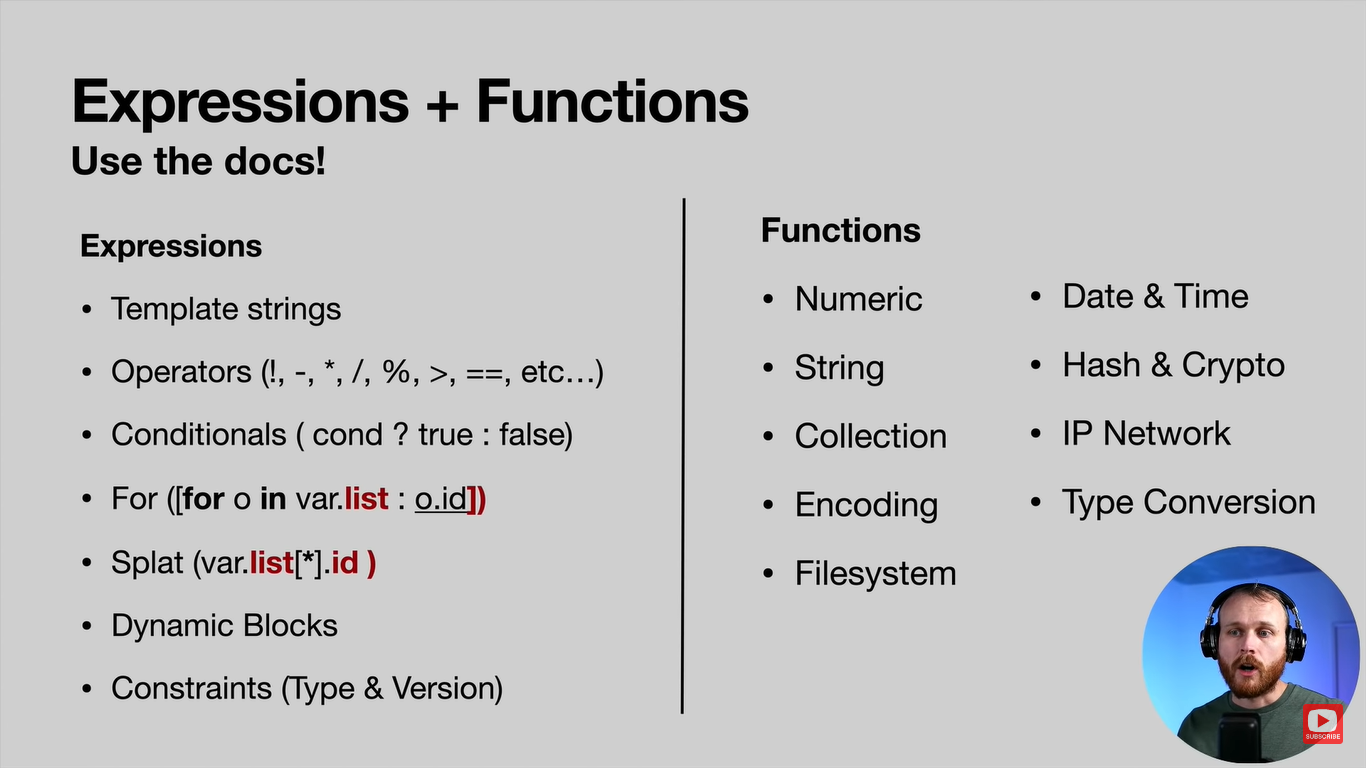 Expressions + Functions
Use the docs!
Expressions
• Template strings
• Operators (!, -, *, /, %, >, ==, etc…)
• Conditionals ( cond ? true : false)
• For ([for o in var.list : o.id])
• Splat (var.list[*].id )
• Dynamic Blocks
• Constraints (Type & Version)
Functions
• Numeric
• String
• Collection
• Encoding
• Filesystem
• Date & Time
• Hash & Crypto
• IP Network
• Type Conversion
SUBSCRIBE